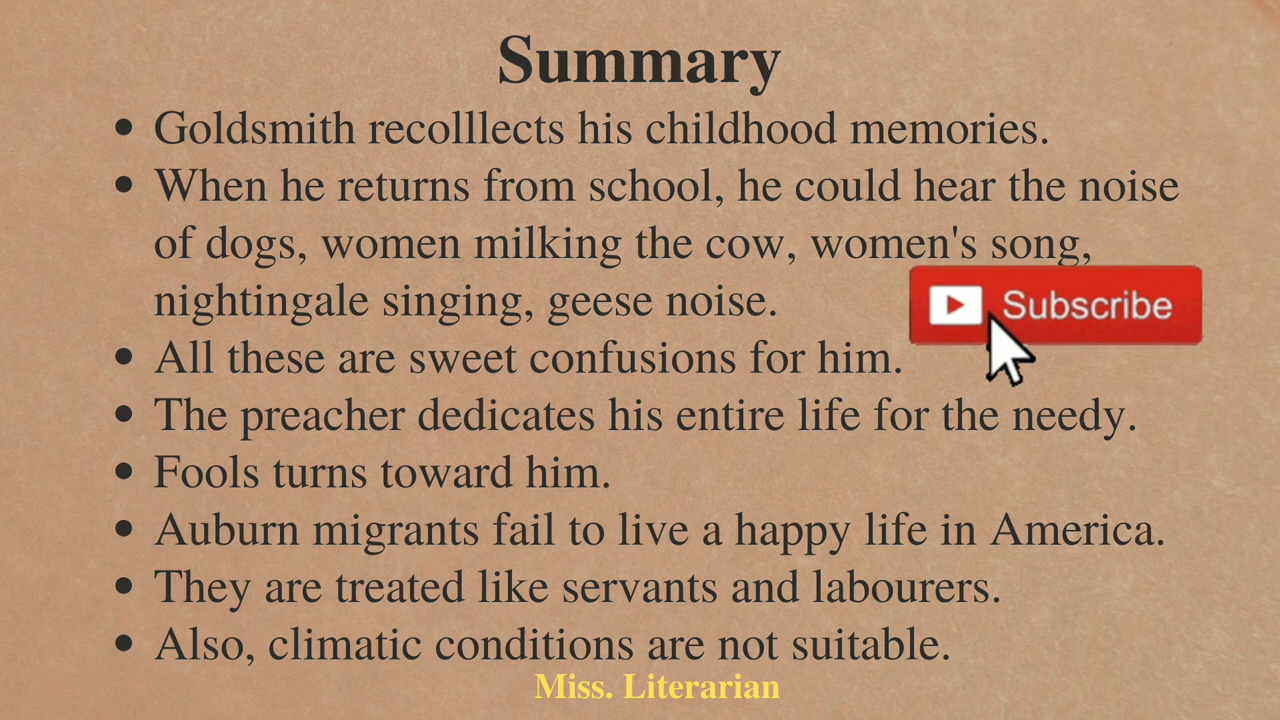 Summary
• Goldsmith recolllects his childhood memories.
• When he returns from school, he could hear the noise
of dogs, women milking the cow, women's song,
nightingale singing, geese noise.
Subscribe
• All these are sweet confusions for him.
• The preacher dedicates his entire life for the needy.
• Fools turns toward him.
• Auburn migrants fail to live a happy life in America.
• They are treated like servants and labourers.
• Also, climatic conditions are not suitable.
Miss. Literarian